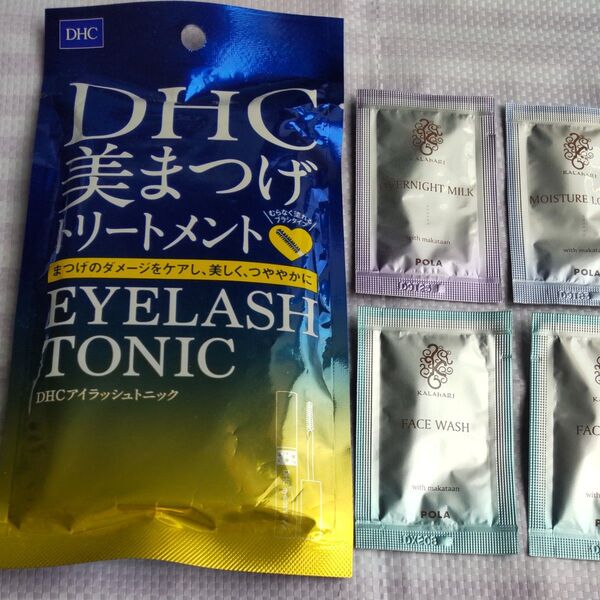 DHC
DHC
美まつげ
トリートメント
むらなく塗れる
ブラシタイプ
まつげのダメージをケアし、美しく、つややかに
EYELASH
TONIC
DHCアイラッシュトニック
KALAHARI
OVERNIGHT MILK
with makataan
POLA
KALAHARI
MOISTURE LO
with makataan
POLA
KALAHARI
FACE WASH
with makataan
POLA
KALAHARI
FAC
with makataan
POLA